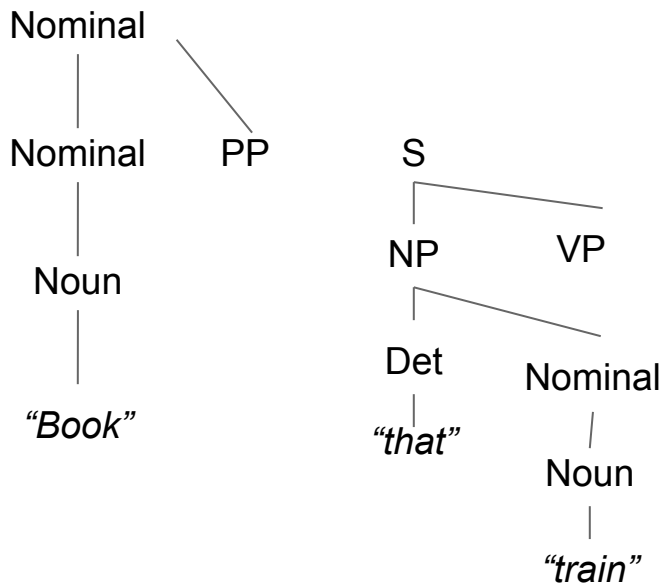 Nominal
Nominal PP S
NP VP
Noun
Det
Nominal
“Book”
“that”
Noun
“train”